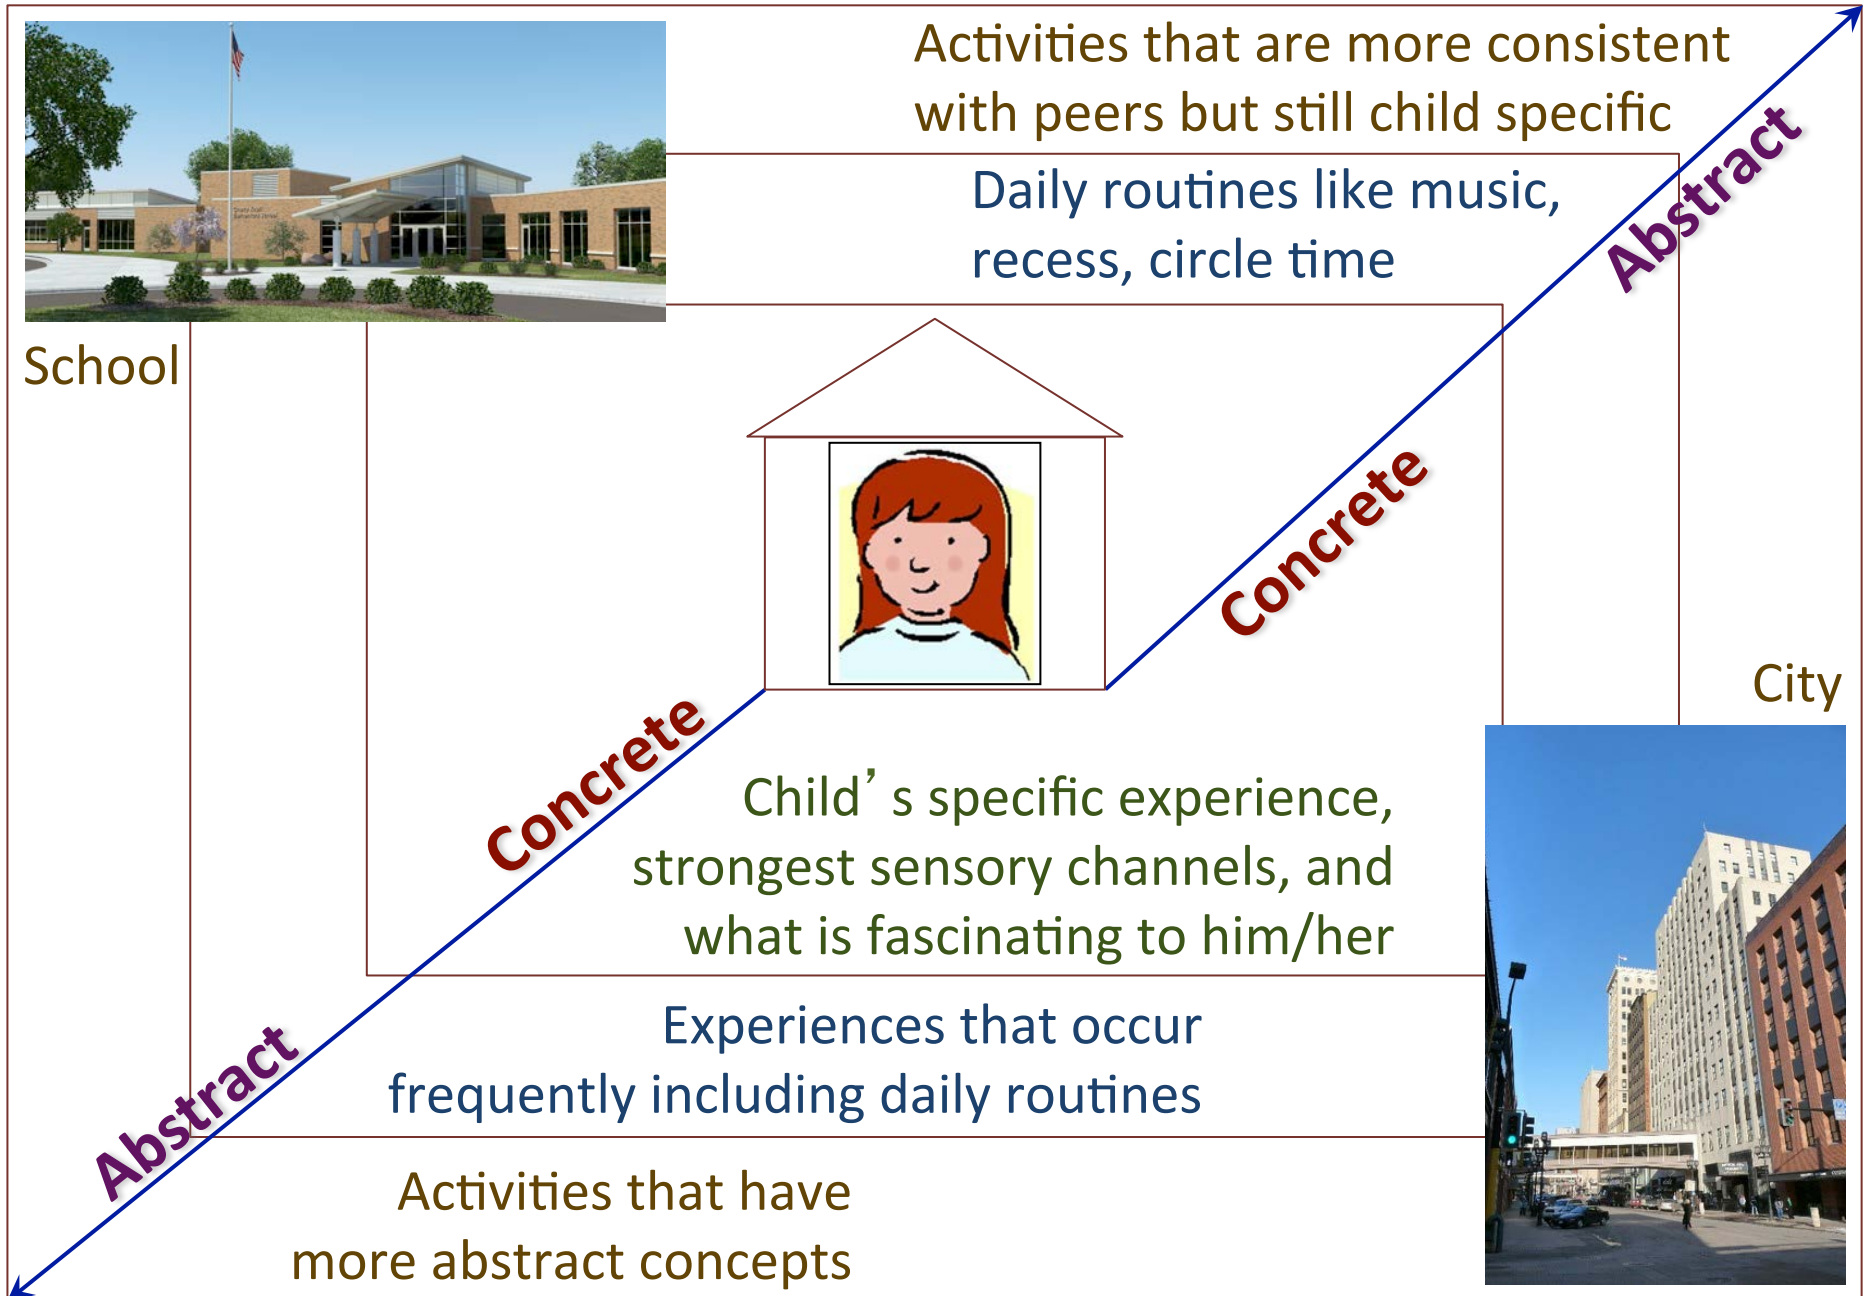 Activities that are more consistent
with peers but still child specific
Abstract
Daily routines like music,
recess, circle time
School
Concrete
City
Concrete
Child’ s specific experience,
strongest sensory channels, and
what is fascinating to him/her
Experiences that occur
frequently including daily routines
Abstract
Activities that have
more abstract concepts